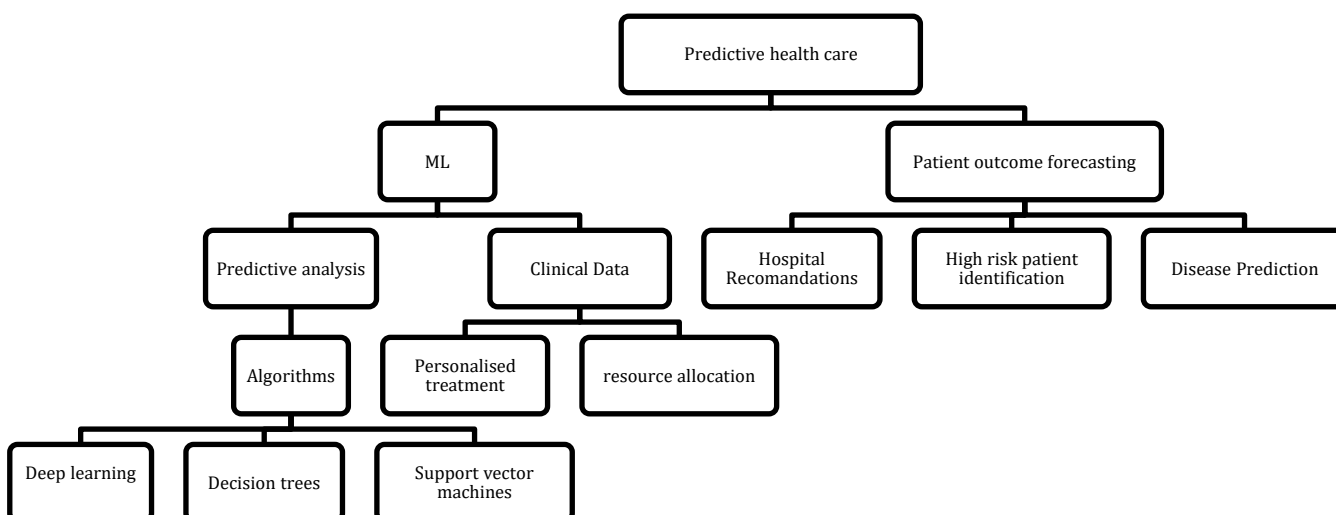 Predictive health care
ML
Patient outcome forecasting
Predictive analysis
Clinical Data
Hospital
Recomandations
High risk patient
identification
Disease Prediction
Algorithms
Personalised
treatment
resource allocation
Deep learning
Decision trees
Support vector
machines